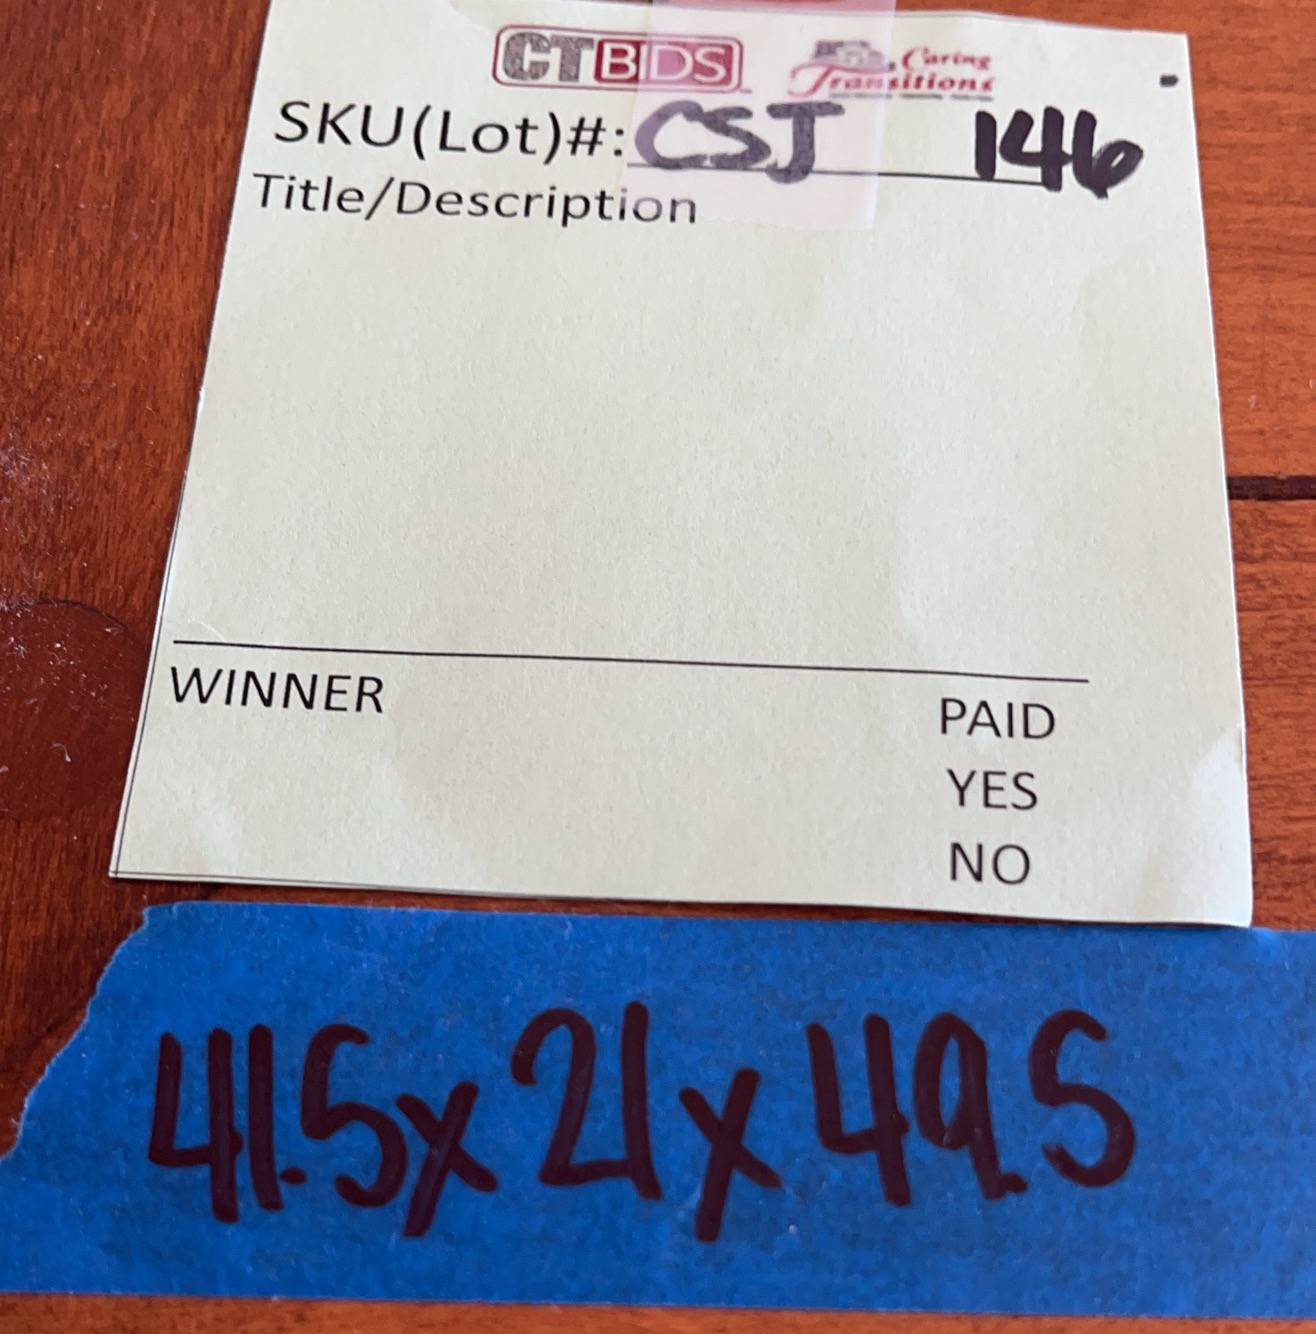 CTBIDS Caring Transitions
SKU(Lot)#: CSJ 146
Title/Description
WINNER
PAID
YES
NO
41.5x21x49.5